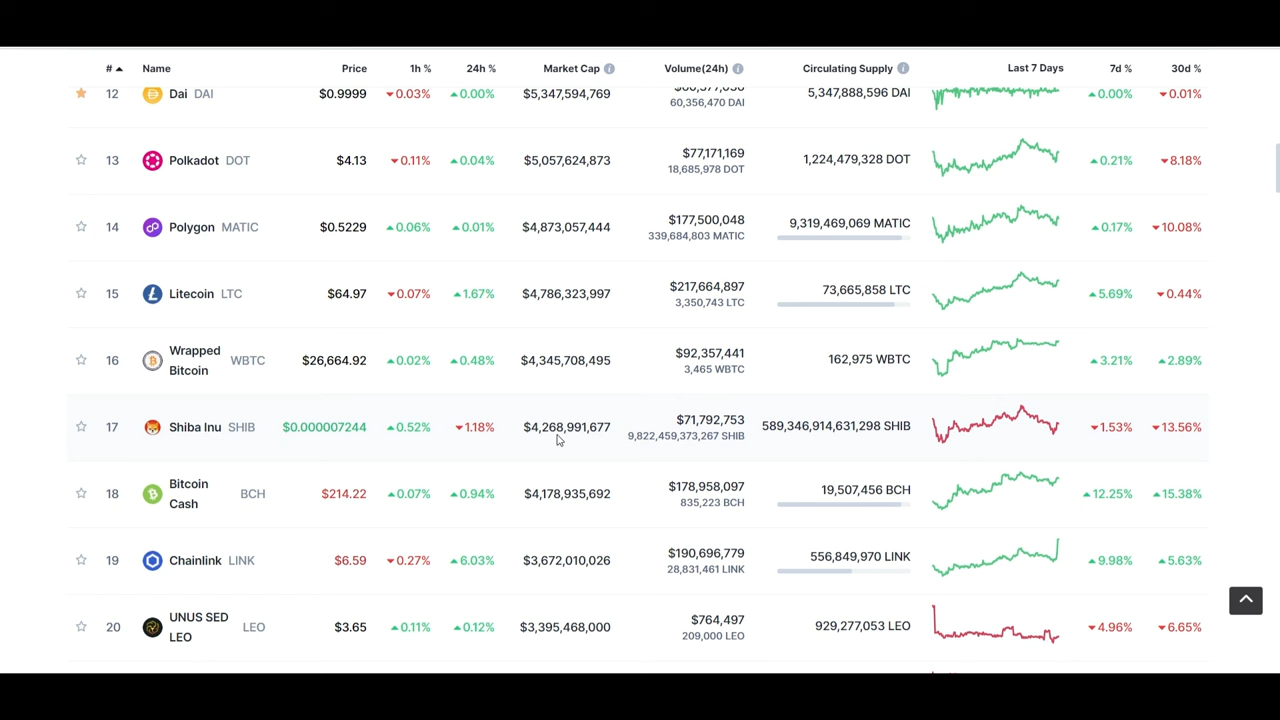 # Name Price 1h % 24h % Market Cap Volume(24h) Circulating Supply Last 7 Days 7d % 30d %
12 Dai DAI $0.9999 0.03% 0.00% $5,347,594,769 5,347,888,596 DAI 0.00% 0.01%
60,356,470 DAI
13 Polkadot DOT $4.13 0.11% 0.04% $5,057,624,873 $77,171,169 1,224,479,328 DOT 0.21% 8.18%
18,685,978 DOT
14 Polygon MATIC $0.5229 0.06% 0.01% $4,873,057,444 $177,500,048 9,319,469,069 MATIC 0.17% 10.08%
339,684,803 MATIC
15 Litecoin LTC $64.97 0.07% 1.67% $4,786,323,997 $217,664,897 73,665,858 LTC 5.69% 0.44%
3,350,743 LTC
16 Wrapped Bitcoin WBTC $26,664.92 0.02% 0.48% $4,345,708,495 $92,357,441 162,975 WBTC 3.21% 2.89%
3,465 WBTC
17 Shiba Inu SHIB $0.000007244 0.52% 1.18% $4,268,991,677 $71,792,753 589,346,914,631,298 SHIB 1.53% 13.56%
9,822,459,373,267 SHIB
18 Bitcoin Cash BCH $214.22 0.07% 0.94% $4,178,935,692 $178,958,097 19,507,456 BCH 12.25% 15.38%
835,223 BCH
19 Chainlink LINK $6.59 0.27% 6.03% $3,672,010,026 $190,696,779 556,849,970 LINK 9.98% 5.63%
28,831,461 LINK
20 UNUS SED LEO LEO $3.65 0.11% 0.12% $3,395,468,000 $764,497 929,277,053 LEO 4.96% 6.65%
209,000 LEO